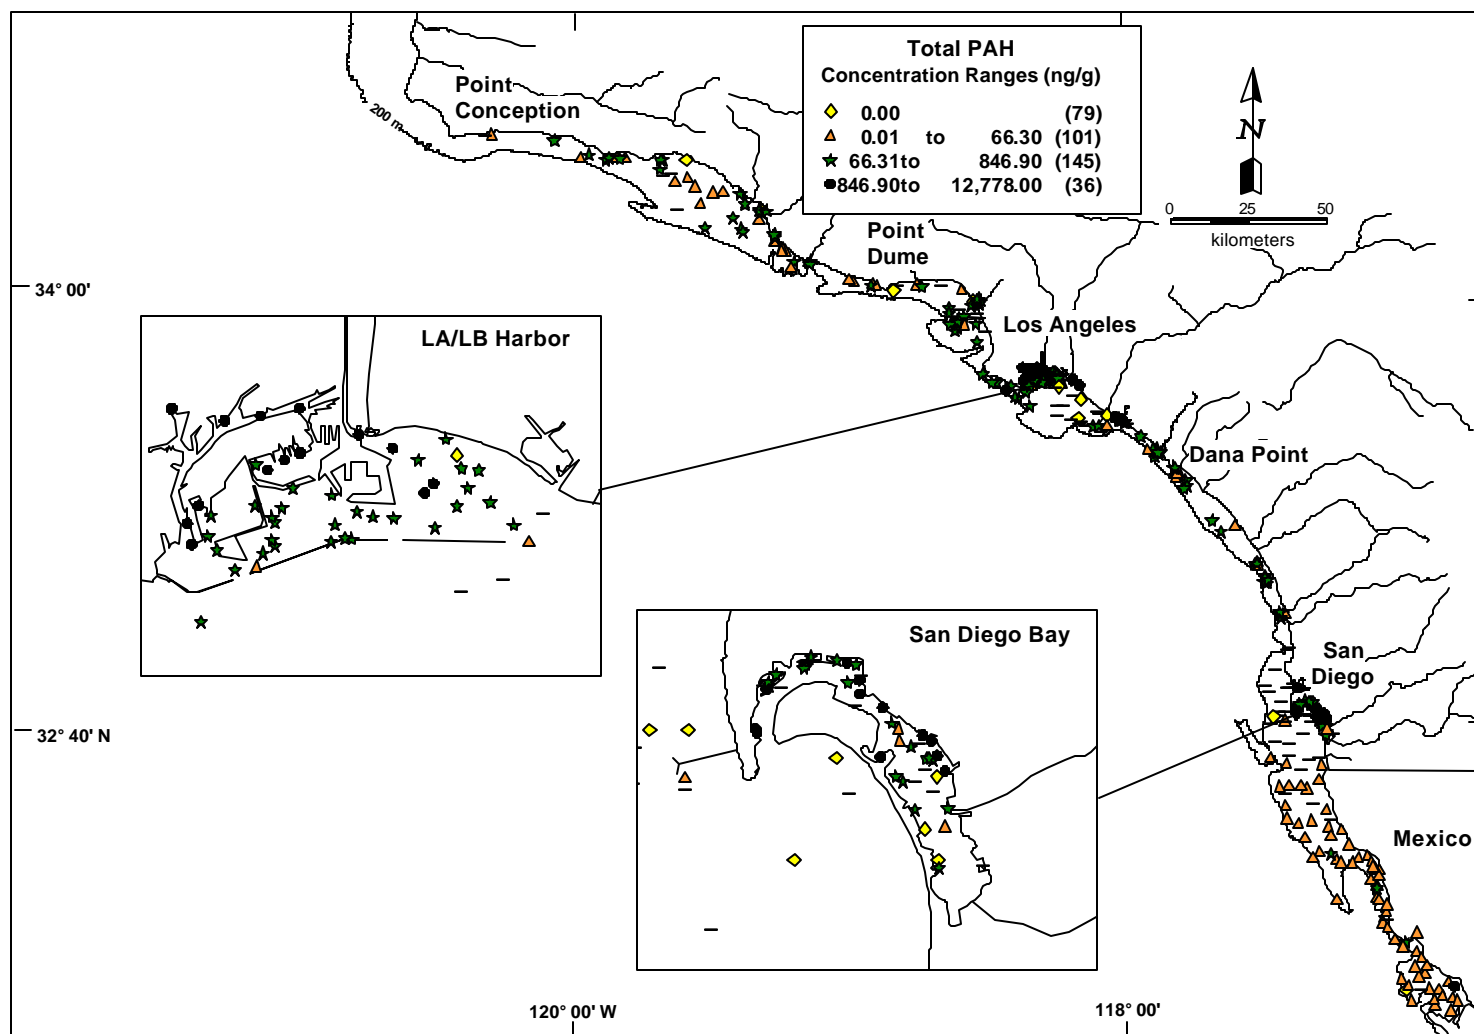 Total PAH
Concentration Ranges (ng/g)
0.00 (79)
0.01 to 66.30 (101)
66.31to 846.90 (145)
846.90to 12,778.00 (36)
N
0 25 50
kilometers
Point
Conception
200 m
Point
Dume
34° 00'
Los Angeles
LA/LB Harbor
Dana Point
San Diego Bay
San
Diego
32° 40' N
Mexico
120° 00' W
118° 00'